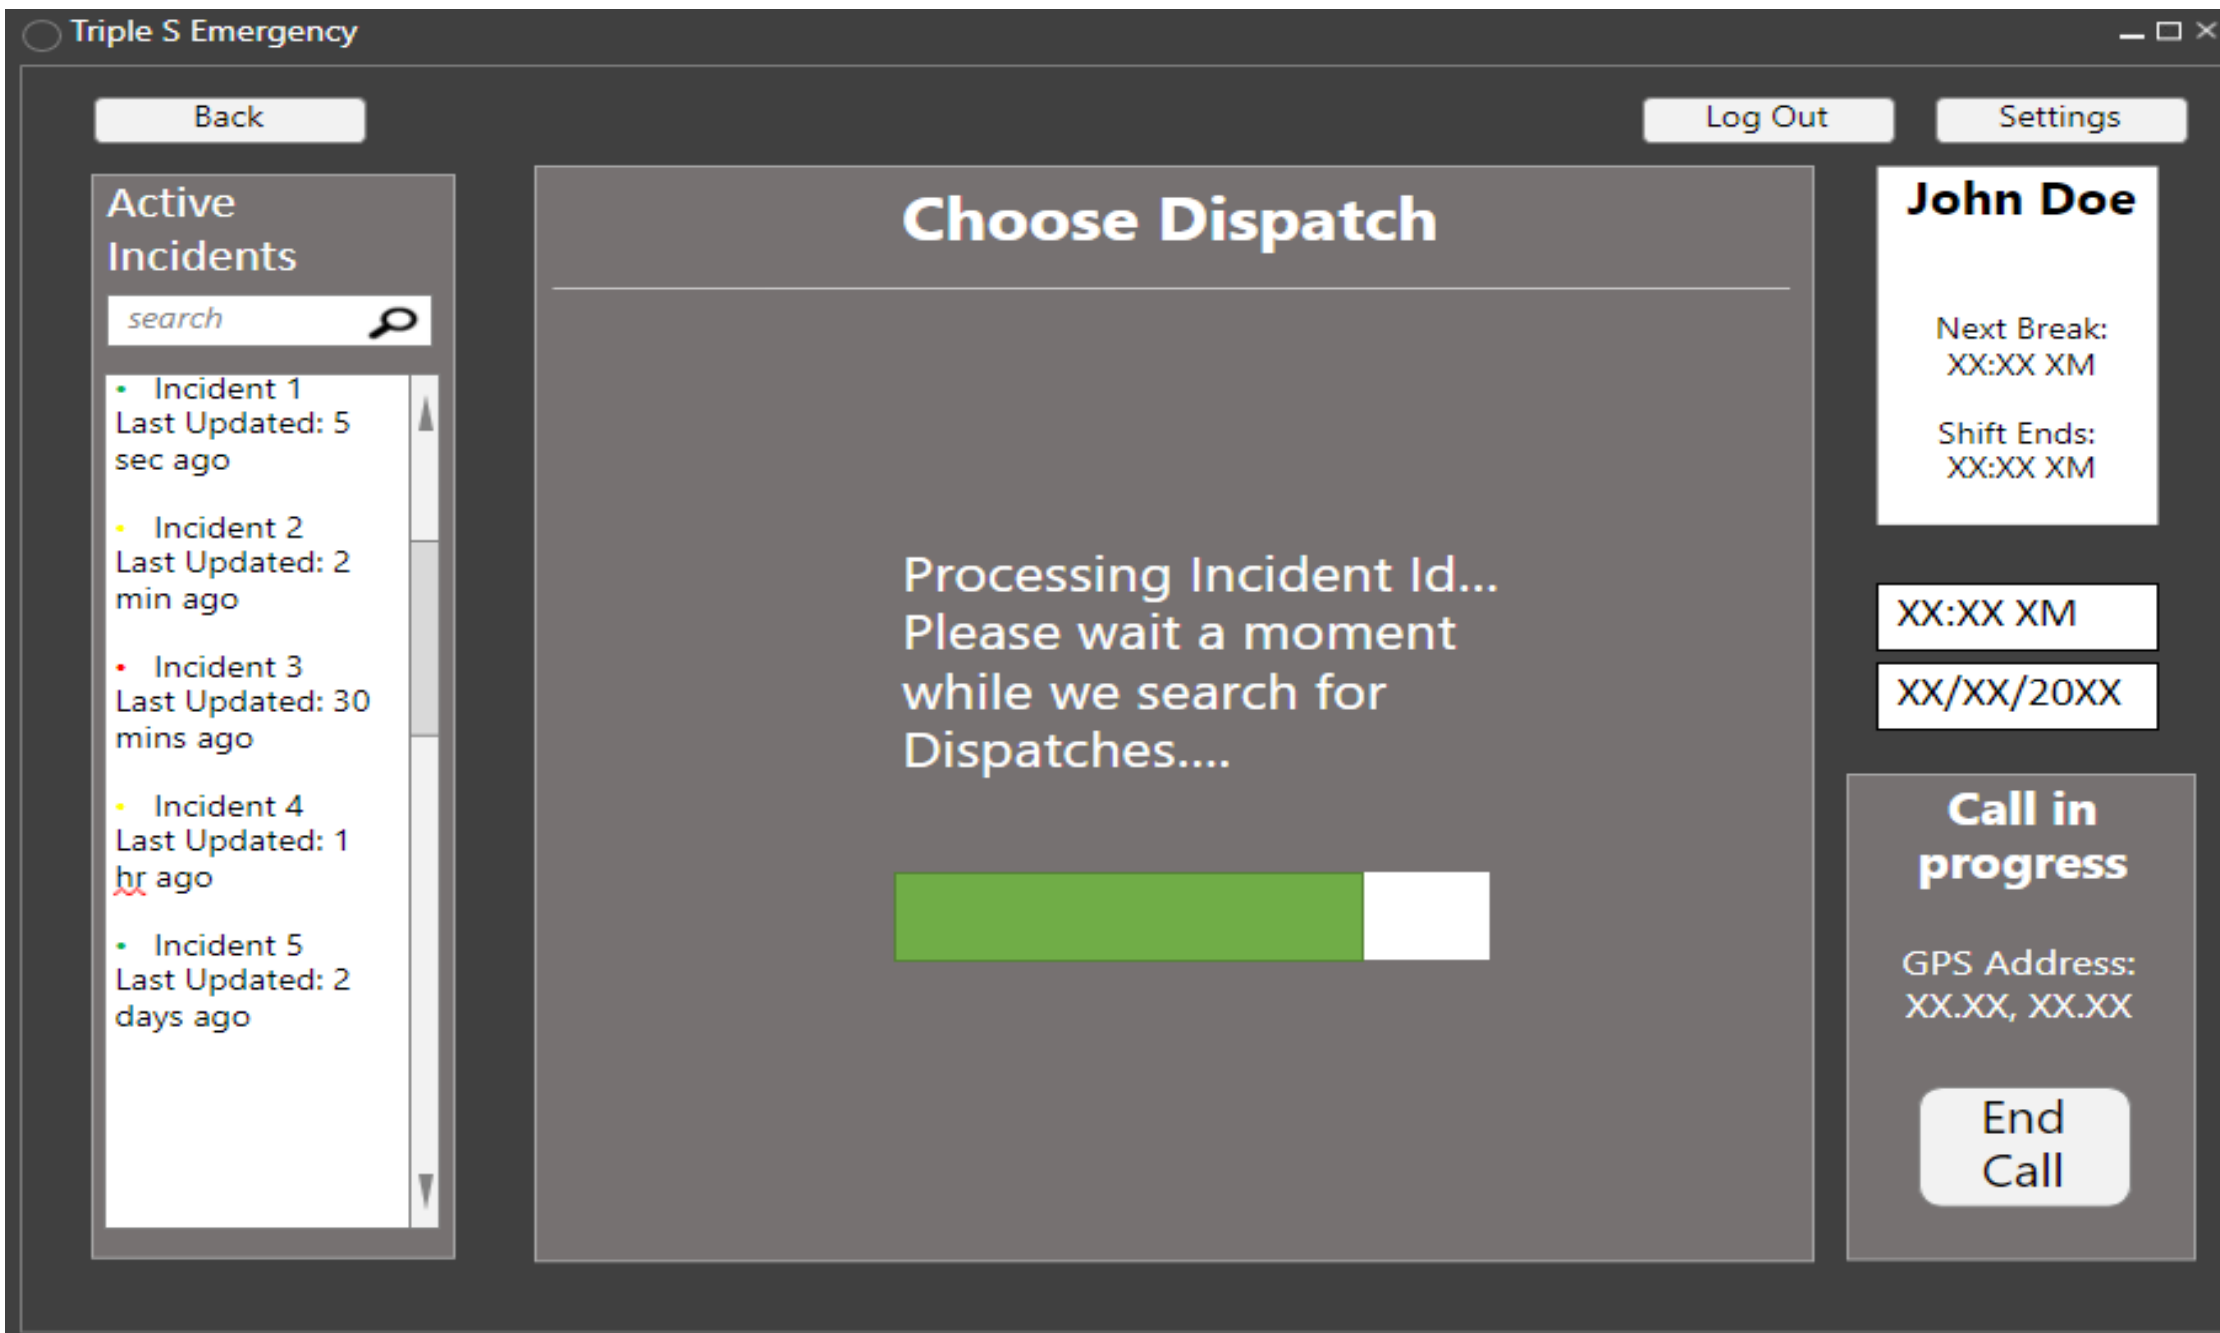 Triple S Emergency
Back
Log Out
Settings
Active
Incidents
search
• Incident 1
Last Updated: 5
sec ago
• Incident 2
Last Updated: 2
min ago
• Incident 3
Last Updated: 30
mins ago
• Incident 4
Last Updated: 1
hr ago
• Incident 5
Last Updated: 2
days ago
Choose Dispatch
Processing Incident Id...
Please wait a moment
while we search for
Dispatches....
John Doe
Next Break:
XX:XX XM
Shift Ends:
XX:XX XM
XX:XX XM
XX/XX/20XX
Call in
progress
GPS Address:
XX.XX, XX.XX
End
Call